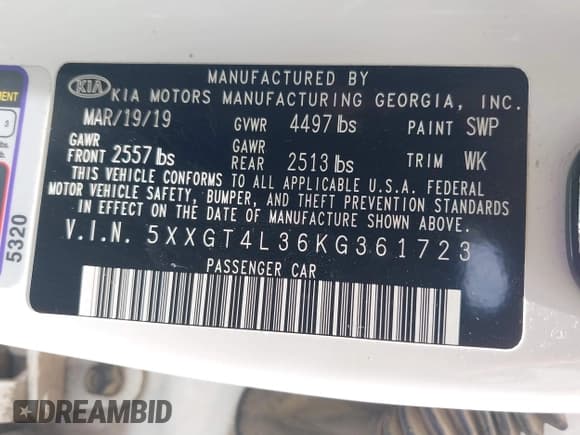 MANUFACTURED BY
KIA KIA MOTORS MANUFACTURING GEORGIA, INC.
MAR/19/19 GVWR 4497 lbs PAINT SWP
GAWR FRONT 2557 lbs GAWR REAR 2513 lbs TRIM WK
THIS VEHICLE CONFORMS TO ALL APPLICABLE U.S.A. FEDERAL
MOTOR VEHICLE SAFETY, BUMPER, AND THEFT PREVENTION STANDARDS
IN EFFECT ON THE DATE OF MANUFACTURE SHOWN ABOVE.
V.I.N. 5XXGT4L36KG361723
PASSENGER CAR
5320
DREAMBID